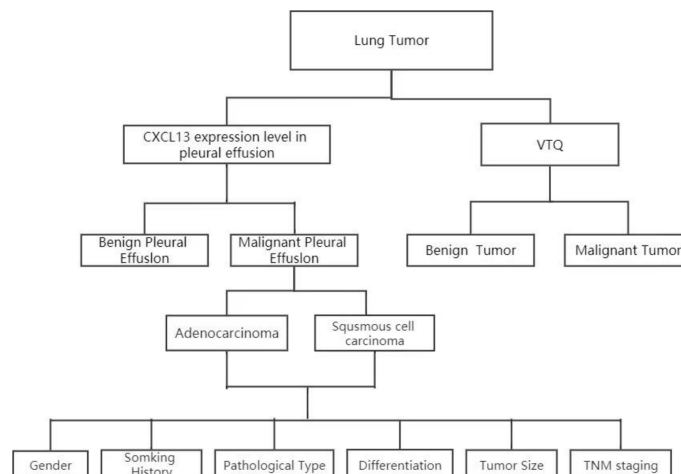 Lung Tumor
CXCL13 expression level in
pleural effusion
VTQ
Benign Pleural
Effuslon
Malignant Pleural
Effuslon
Benign Tumor
Malignant Tumor
Adenocarcinoma
Squsmous cell
carcinoma
Gender
Somking
History
Pathological Type
Differentiation
Tumor Size
TNM staging